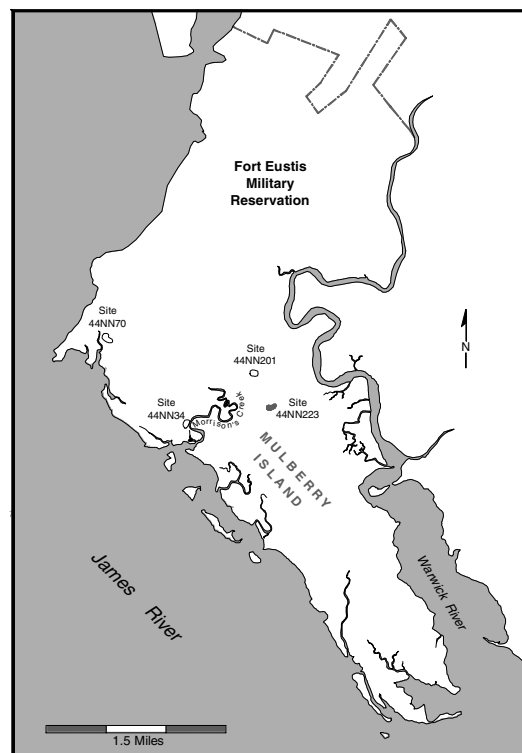 Fort Eustis
Military
Reservation
Site
44NN70
N
Site
44NN201
Site
44NN34
Morrison's Creek
Site
44NN223
MULBERRY
ISLAND
James
River
Warwick River
1.5 Miles